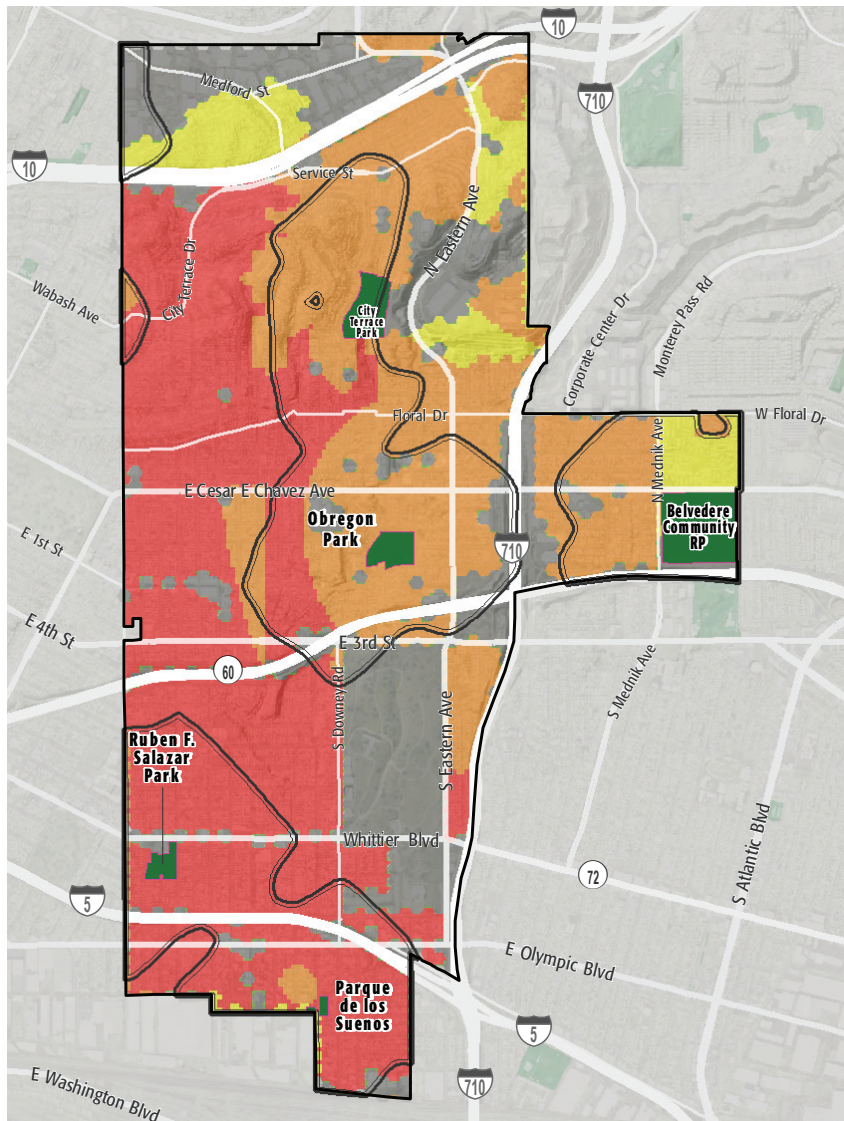 10
710
Medford St
10
Service St
N Eastern Ave
City Terrace Dr
Wabash Ave
City
Terrace
Park
Corporate Center Dr
Monterey Pass Rd
Floral Dr
W Floral Dr
N Mednik Ave
E Cesar E Chavez Ave
Obregon
Park
Belvedere
Community
RP
E 1st St
710
E 4th St
E 3rd St
60
S Downey Rd
S Eastern Ave
S Mednik Ave
Ruben F.
Salazar
Park
Whittier Blvd
S Atlantic Blvd
72
5
E Olympic Blvd
Parque
de los
Suenos
5
710
E Washington Blvd